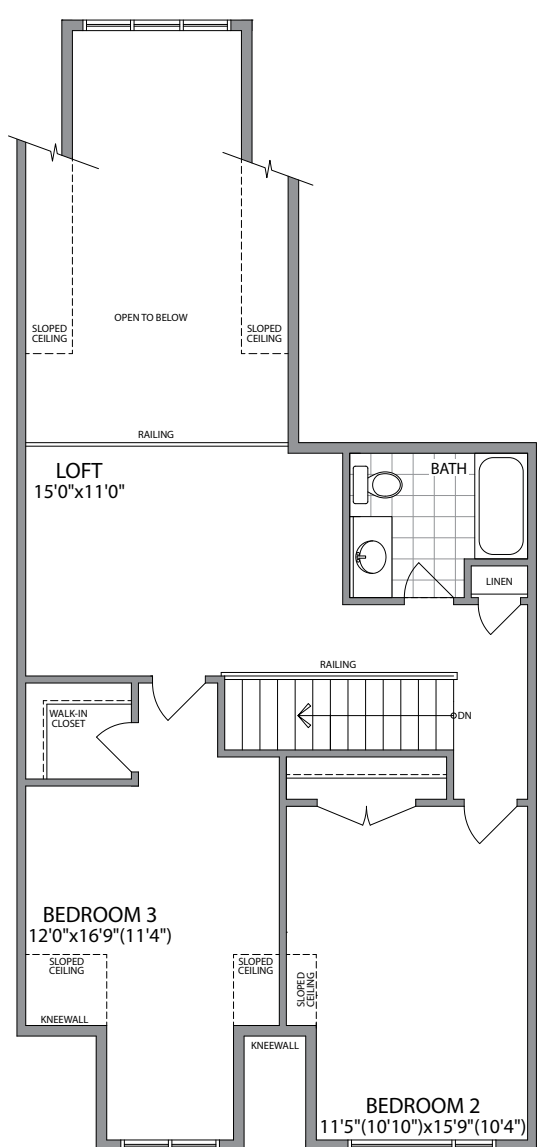 OPEN TO BELOW
SLOPED
CEILING
SLOPED
CEILING
RAILING
LOFT
15'0"x11'0"
BATH
LINEN
RAILING
WALK-IN
CLOSET
DN
BEDROOM 3
12'0"x16'9"(11'4")
SLOPED
CEILING
SLOPED
CEILING
SLOPED
CEILING
KNEEWALL
KNEEWALL
BEDROOM 2
11'5"(10'10")x15'9"(10'4")